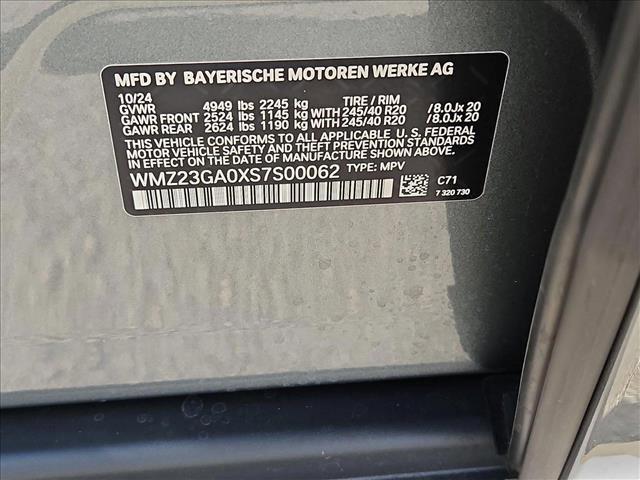 MFD BY BAYERISCHE MOTOREN WERKE AG
10/24 TIRE / RIM
GVWR 4949 lbs 2245 kg
GAWR FRONT 2524 lbs 1145 kg WITH 245/40 R20 / 8.0Jx 20
GAWR REAR 2624 lbs 1190 kg WITH 245/40 R20 / 8.0Jx 20
THIS VEHICLE CONFORMS TO ALL APPLICABLE U. S. FEDERAL
MOTOR VEHICLE SAFETY, BUMPER, AND THEFT PREVENTION STANDARDS
IN EFFECT ON THE DATE OF MANUFACTURE SHOWN ABOVE.
WMZ23GA0XS7S00062 TYPE: MPV
C71
7 320 730